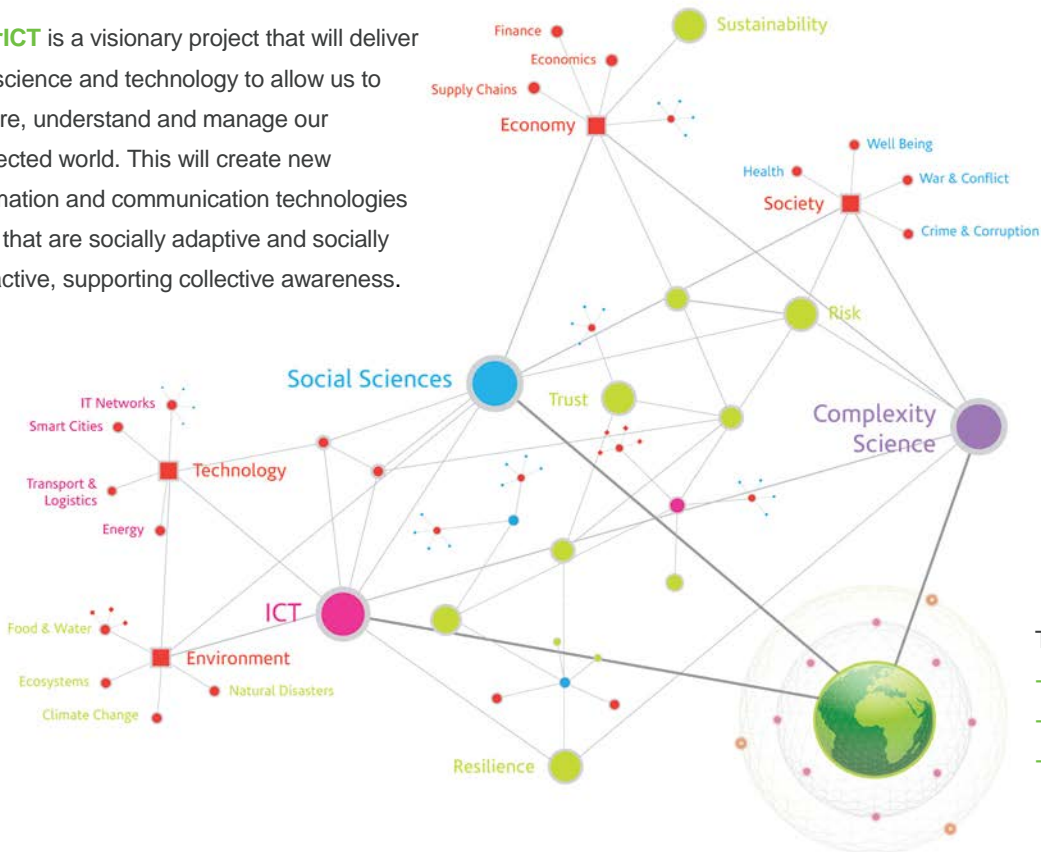 rICT is a visionary project that will deliver
science and technology to allow us to
re, understand and manage our
ected world. This will create new
mation and communication technologies
that are socially adaptive and socially
active, supporting collective awareness.
Sustainability
Finance
Economics
Supply Chains
Economy
Well Being
Health
War & Conflict
Society
Crime & Corruption
Risk
Social Sciences
Trust
IT Networks
Smart Cities
Complexity
Science
Technology
Transport &
Logistics
Energy
ICT
Food & Water
Environment
Ecosystems
Natural Disasters
Climate Change
Resilience
T